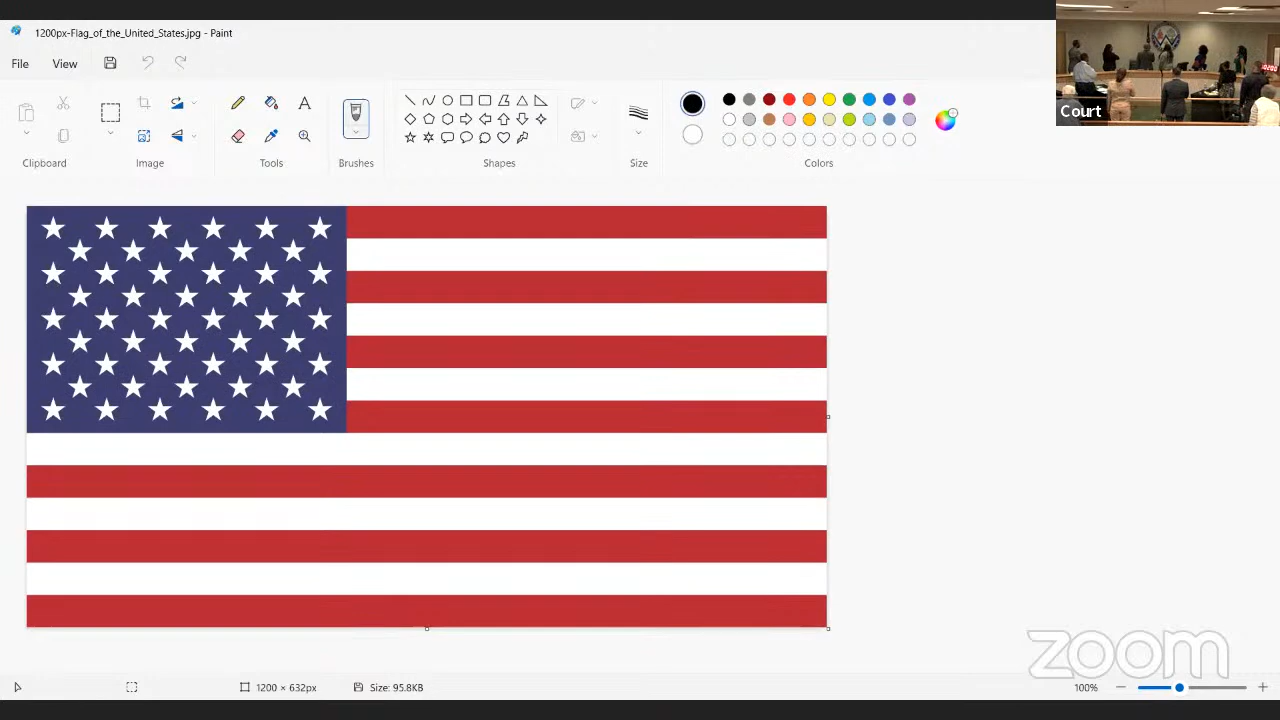 1200px-Flag_of_the_United_States.jpg - Paint
File View
Clipboard Image Tools Brushes Shapes Size Colors
Court
1200 × 632px Size: 95.8KB 100%
zoom